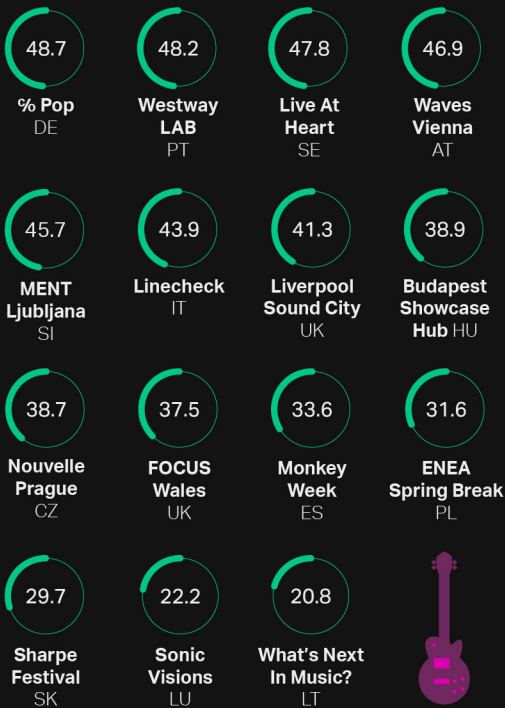 48.7
℅ Pop
DE
48.2
Westway
LAB
PT
47.8
Live At
Heart
SE
46.9
Waves
Vienna
AT
45.7
MENT
Ljubljana
SI
43.9
Linecheck
IT
41.3
Liverpool
Sound City
UK
38.9
Budapest
Showcase
Hub HU
38.7
Nouvelle
Prague
CZ
37.5
FOCUS
Wales
UK
33.6
Monkey
Week
ES
31.6
ENEA
Spring Break
PL
29.7
Sharpe
Festival
SK
22.2
Sonic
Visions
LU
20.8
What's Next
In Music?
LT